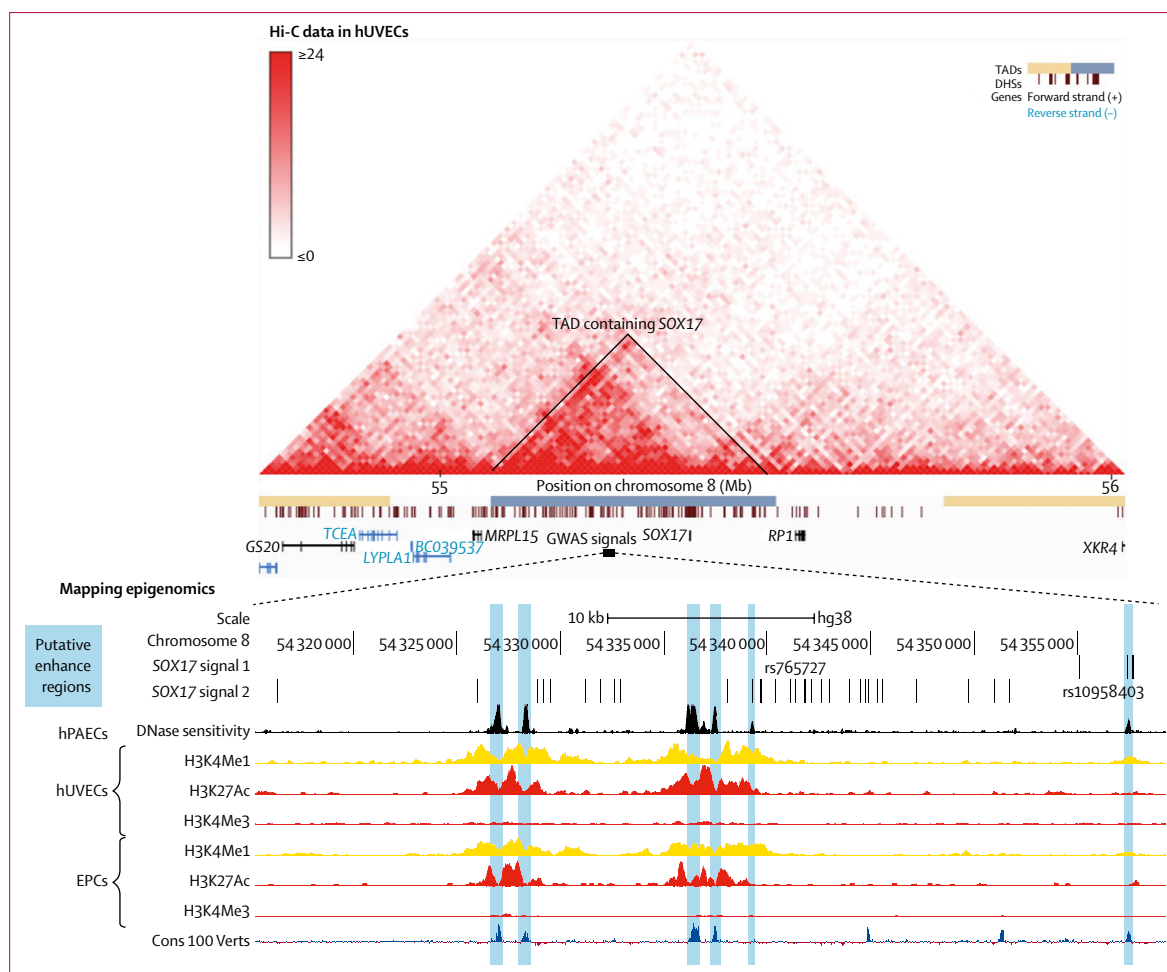 Hi-C data in hUVECs
≥24
≤0
TADs
DHSs
Genes Forward strand (+)
Reverse strand (–)
TAD containing SOX17
55 Position on chromosome 8 (Mb) 56
TCEA MRPL15 SOX17 RP1
GS20 LYPLA1 BC039537 GWAS signals XKR4
Mapping epigenomics
Putative
enhance
regions
Scale 10 kb hg38
Chromosome 8 54 320 000 54 325 000 54 330 000 54 335 000 54 340 000 54 345 000 54 350 000 54 355 000
SOX17 signal 1 rs765727
SOX17 signal 2 rs10958403
hPAECs DNase sensitivity
hUVECs
H3K4Me1
H3K27Ac
H3K4Me3
EPCs
H3K4Me1
H3K27Ac
H3K4Me3
Cons 100 Verts